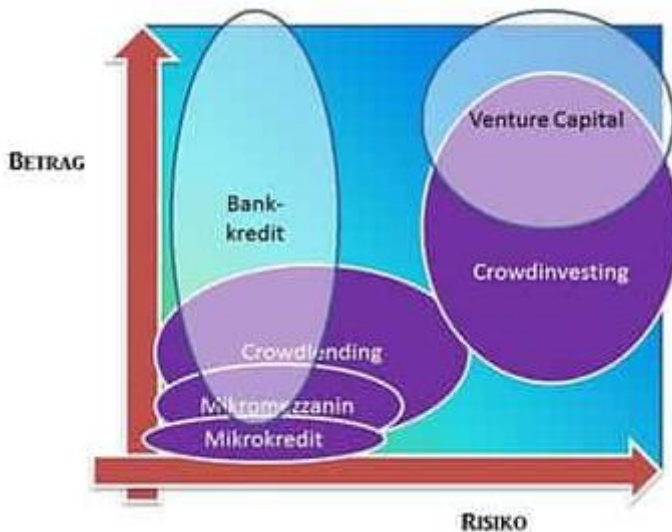 Venture Capital
BETRAG
Bank-
kredit
Crowdinvesting
Crowdlending
Mikromezzanin
Mikrokredit
RISIKO